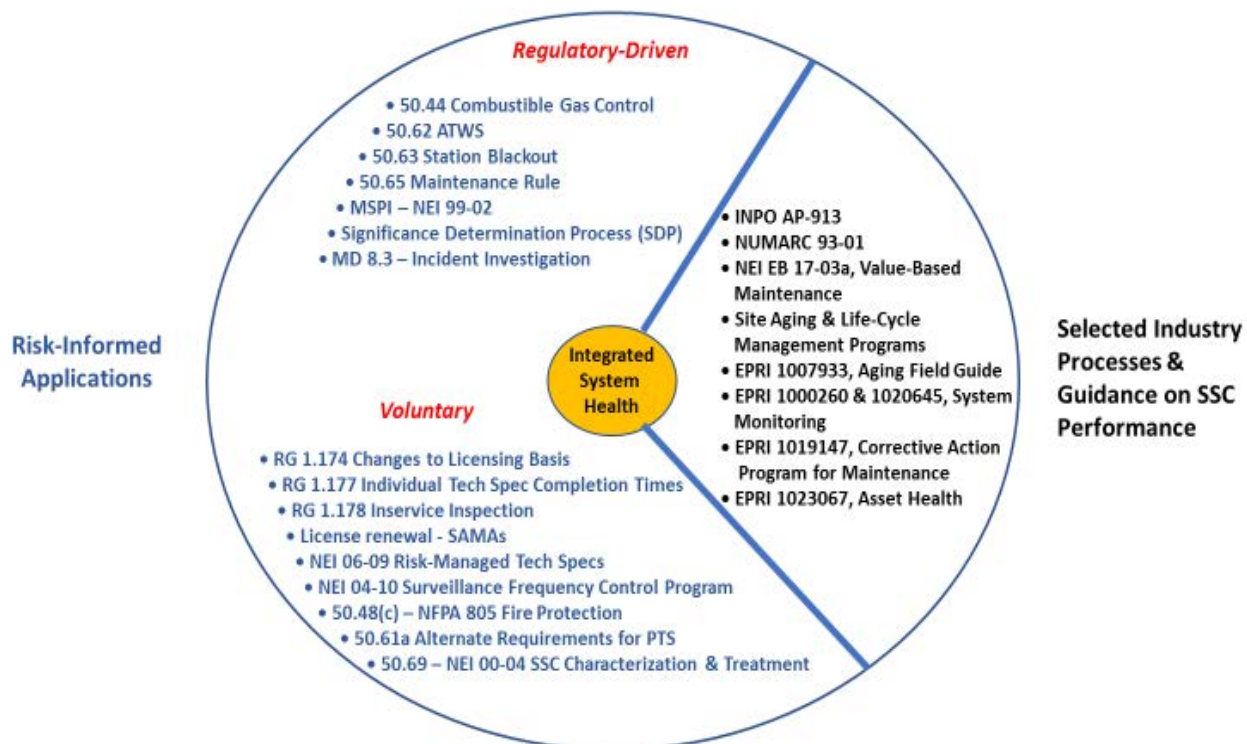 Regulatory-Driven
• 50.44 Combustible Gas Control
• 50.62 ATWS
• 50.63 Station Blackout
• 50.65 Maintenance Rule
• MSPI – NEI 99-02
• Significance Determination Process (SDP)
• MD 8.3 – Incident Investigation
Risk-Informed
Applications
Integrated
System
Health
Voluntary
• RG 1.174 Changes to Licensing Basis
• RG 1.177 Individual Tech Spec Completion Times
• RG 1.178 Inservice Inspection
• License renewal - SAMAs
• NEI 06-09 Risk-Managed Tech Specs
• NEI 04-10 Surveillance Frequency Control Program
• 50.48(c) – NFPA 805 Fire Protection
• 50.61a Alternate Requirements for PTS
• 50.69 – NEI 00-04 SSC Characterization & Treatment
• INPO AP-913
• NUMARC 93-01
• NEI EB 17-03a, Value-Based
Maintenance
• Site Aging & Life-Cycle
Management Programs
• EPRI 1007933, Aging Field Guide
• EPRI 1000260 & 1020645, System
Monitoring
• EPRI 1019147, Corrective Action
Program for Maintenance
• EPRI 1023067, Asset Health
Selected Industry
Processes &
Guidance on SSC
Performance